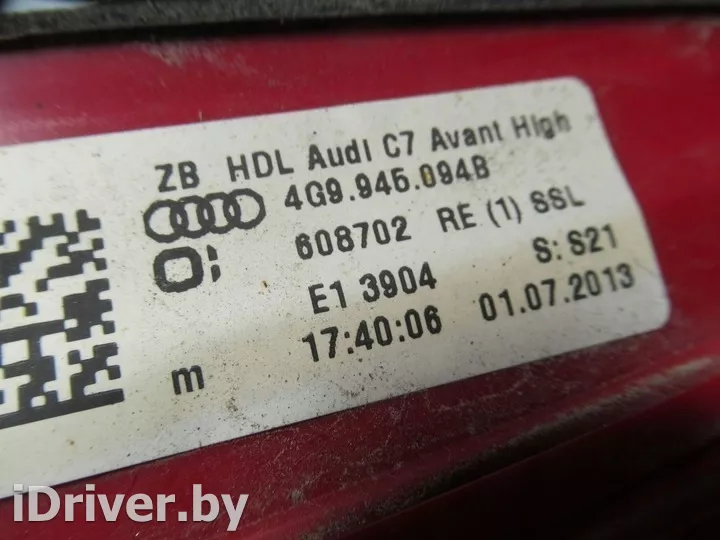 ZB HDL Audi C7 Avant High
4G9.945.094B
608702 RE (1) SSL
E1 3904 S: S21
17:40:06 01.07.2013
m
iDriver.by